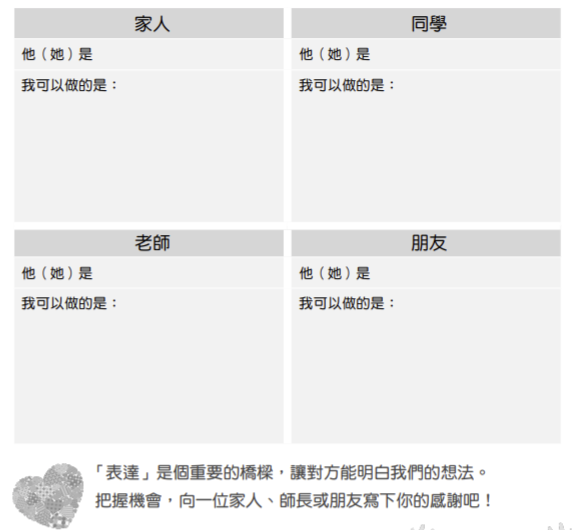 家人
他（她）是
我可以做的是：
同學
他（她）是
我可以做的是：
老師
他（她）是
我可以做的是：
朋友
他（她）是
我可以做的是：
「表達」是個重要的橋樑，讓對方能明白我們的想法。
把握機會，向一位家人、師長或朋友寫下你的感謝吧！